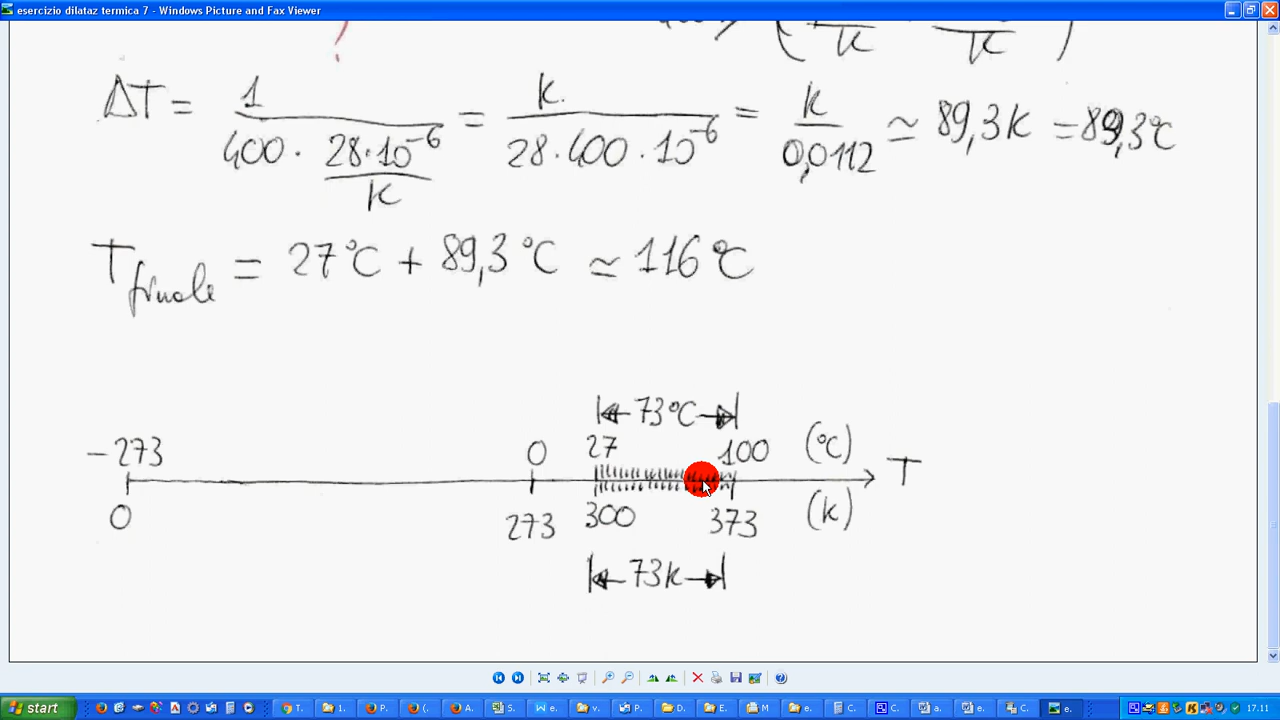 esercizio dilataz termica 7 - Windows Picture and Fax Viewer
K K
!
ΔT = 1 / (400 · 28·10⁻⁶/K) = K / (28·400·10⁻⁶) = K / 0,0112 ≃ 89,3K = 89,3°C
T finale = 27°C + 89,3°C ≃ 116°C
73°C
-273 0 27 100 (°C)
T
0 273 300 373 (K)
73K
start
T. 1. P. (. A. S. e. v. P. D. E. M e. C. C. a. e. C. e. 17.11